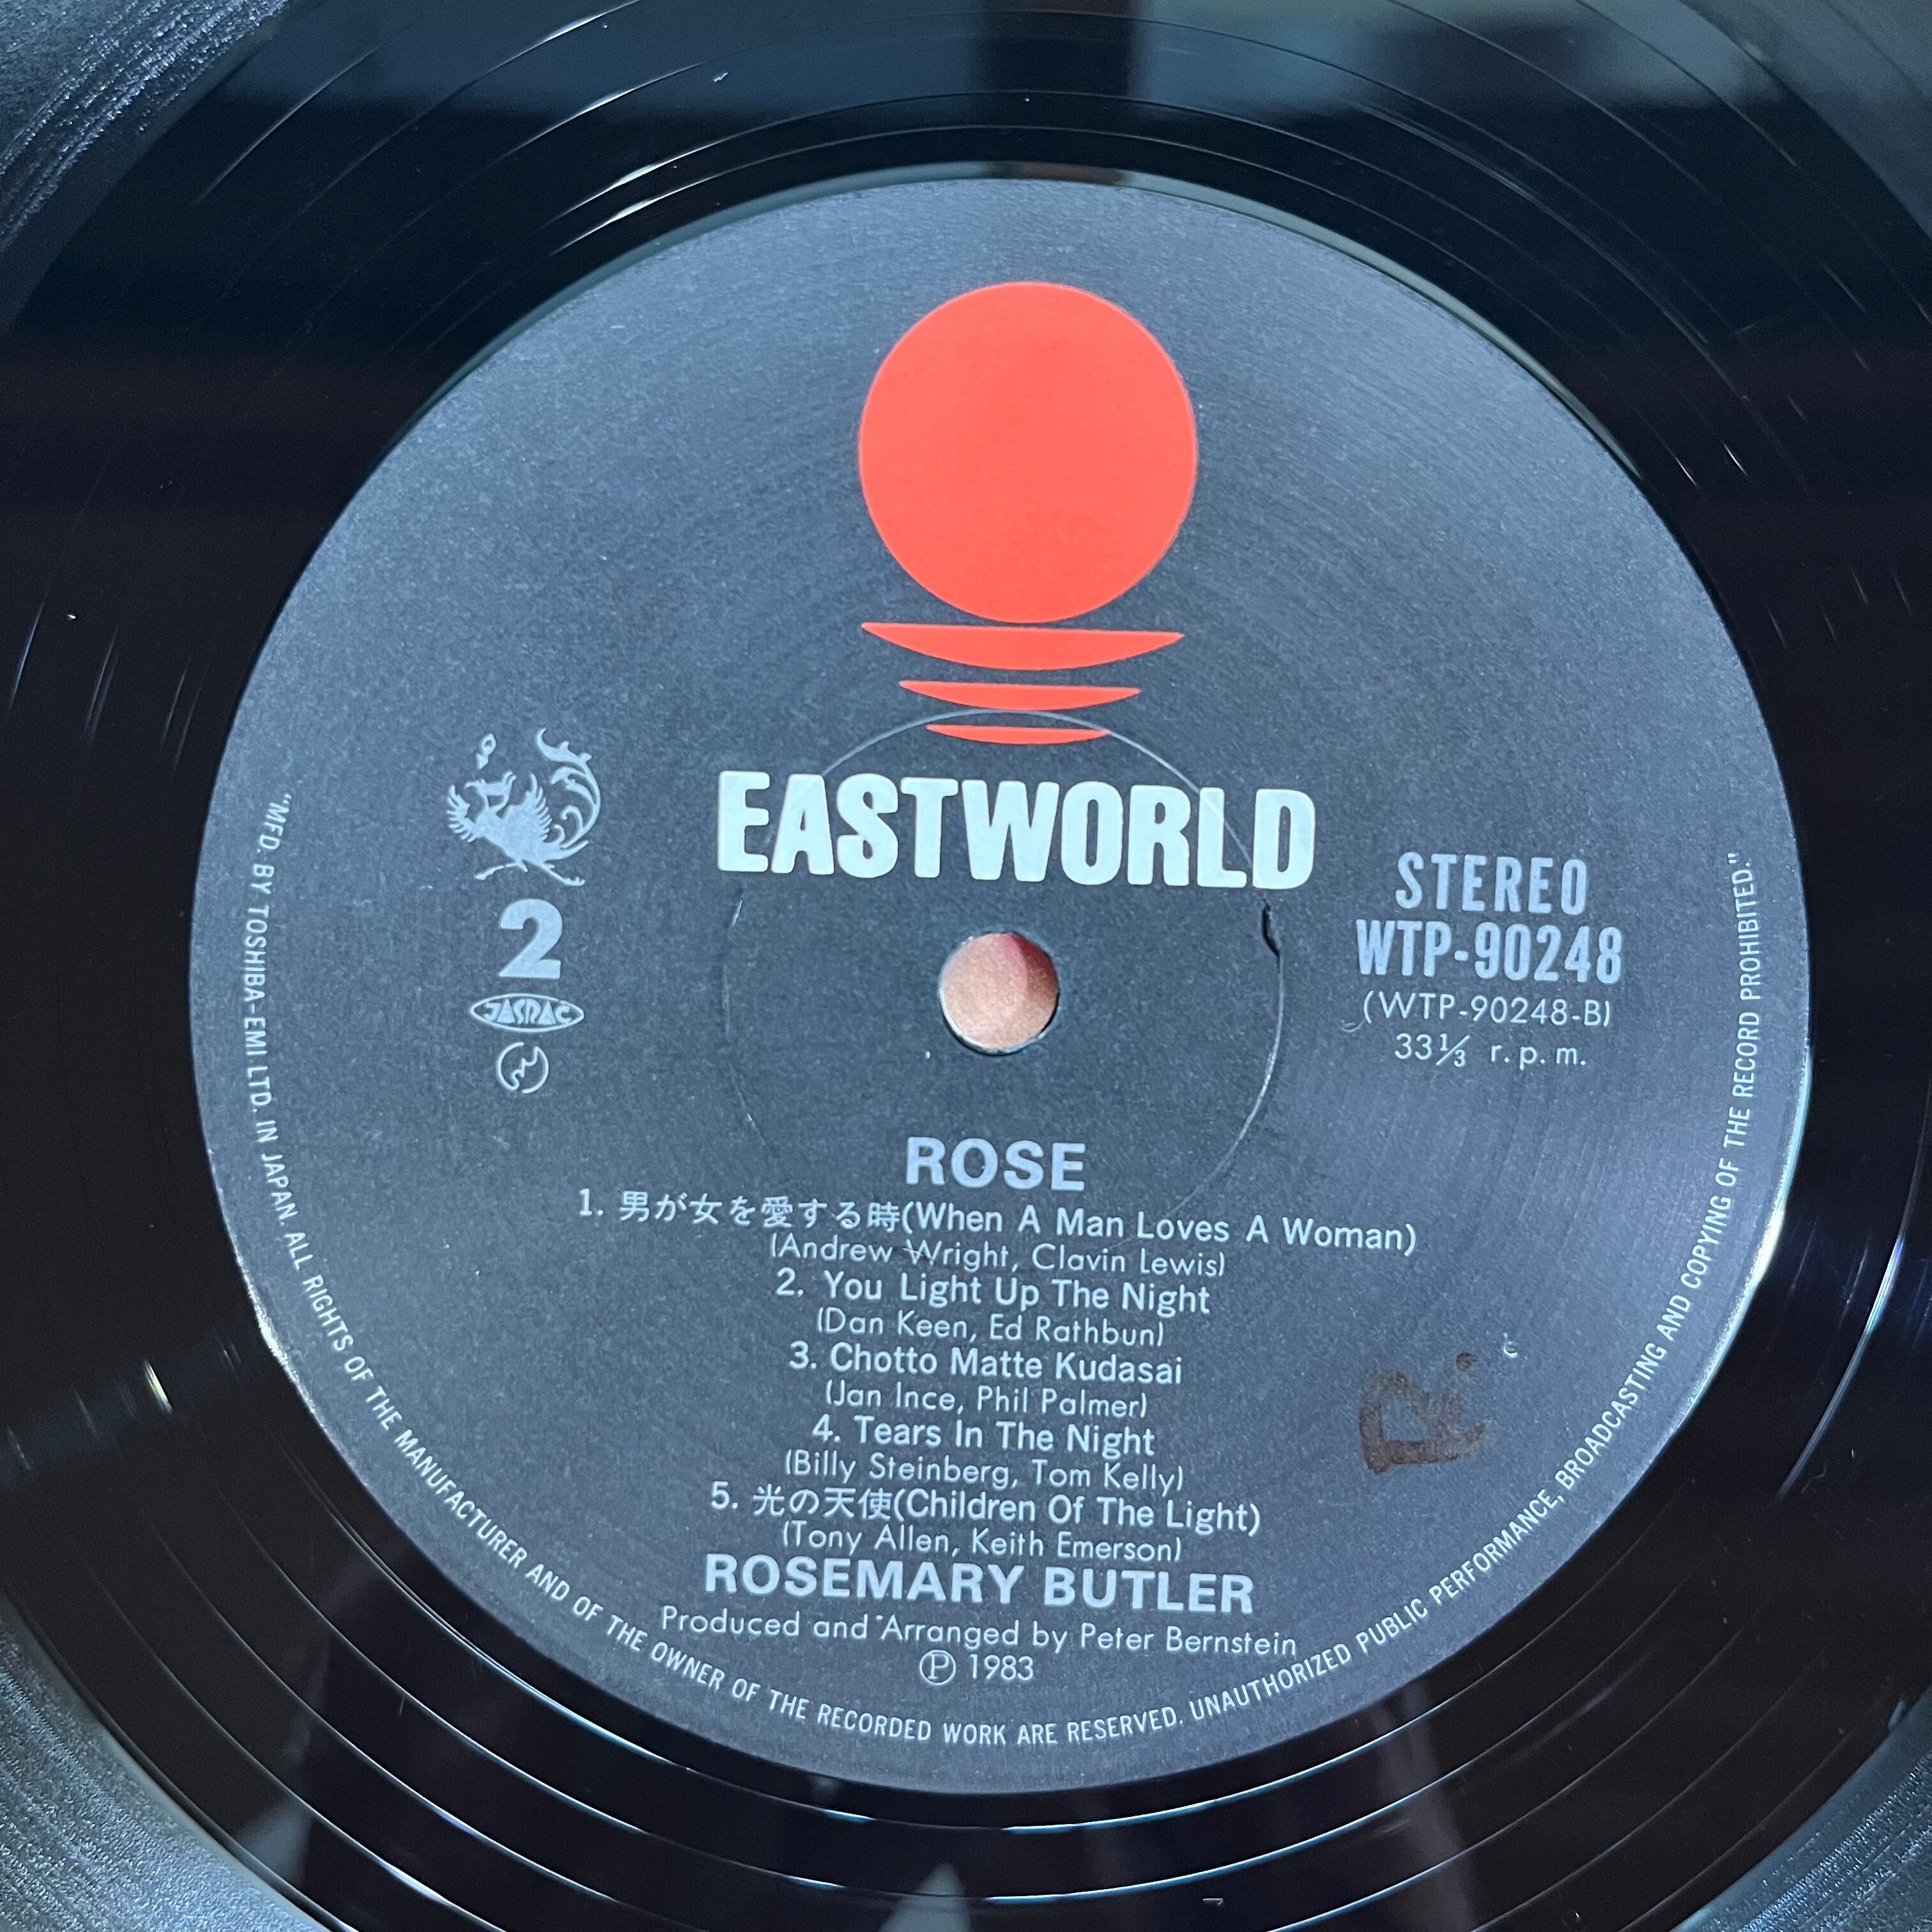 EASTWORLD
2
JASRAC
STEREO
WTP-90248
(WTP-90248-B)
33⅓ r.p.m.
ROSE
1. 男が女を愛する時(When A Man Loves A Woman)
(Andrew Wright, Clavin Lewis)
2. You Light Up The Night
(Dan Keen, Ed Rathbun)
3. Chotto Matte Kudasai
(Jan Ince, Phil Palmer)
4. Tears In The Night
(Billy Steinberg, Tom Kelly)
5. 光の天使(Children Of The Light)
(Tony Allen, Keith Emerson)
ROSEMARY BUTLER
Produced and Arranged by Peter Bernstein
Ⓟ 1983
"MFD. BY TOSHIBA-EMI LTD. IN JAPAN. ALL RIGHTS OF THE MANUFACTURER AND OF THE OWNER OF THE RECORDED WORK ARE RESERVED. UNAUTHORIZED PUBLIC PERFORMANCE, BROADCASTING AND COPYING OF THE RECORD PROHIBITED."